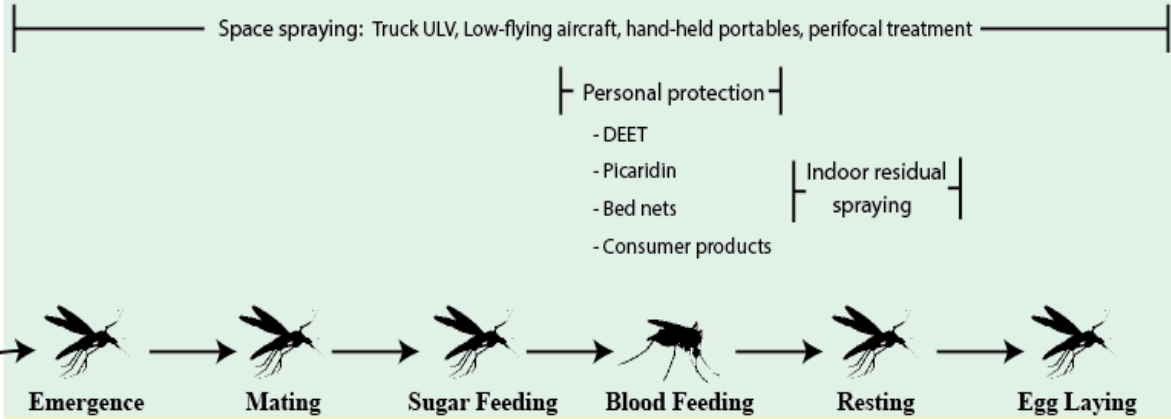 Space spraying: Truck ULV, Low-flying aircraft, hand-held portables, perifocal treatment
Personal protection
- DEET
- Picaridin
- Bed nets
- Consumer products
Indoor residual
spraying
Emergence Mating Sugar Feeding Blood Feeding Resting Egg Laying